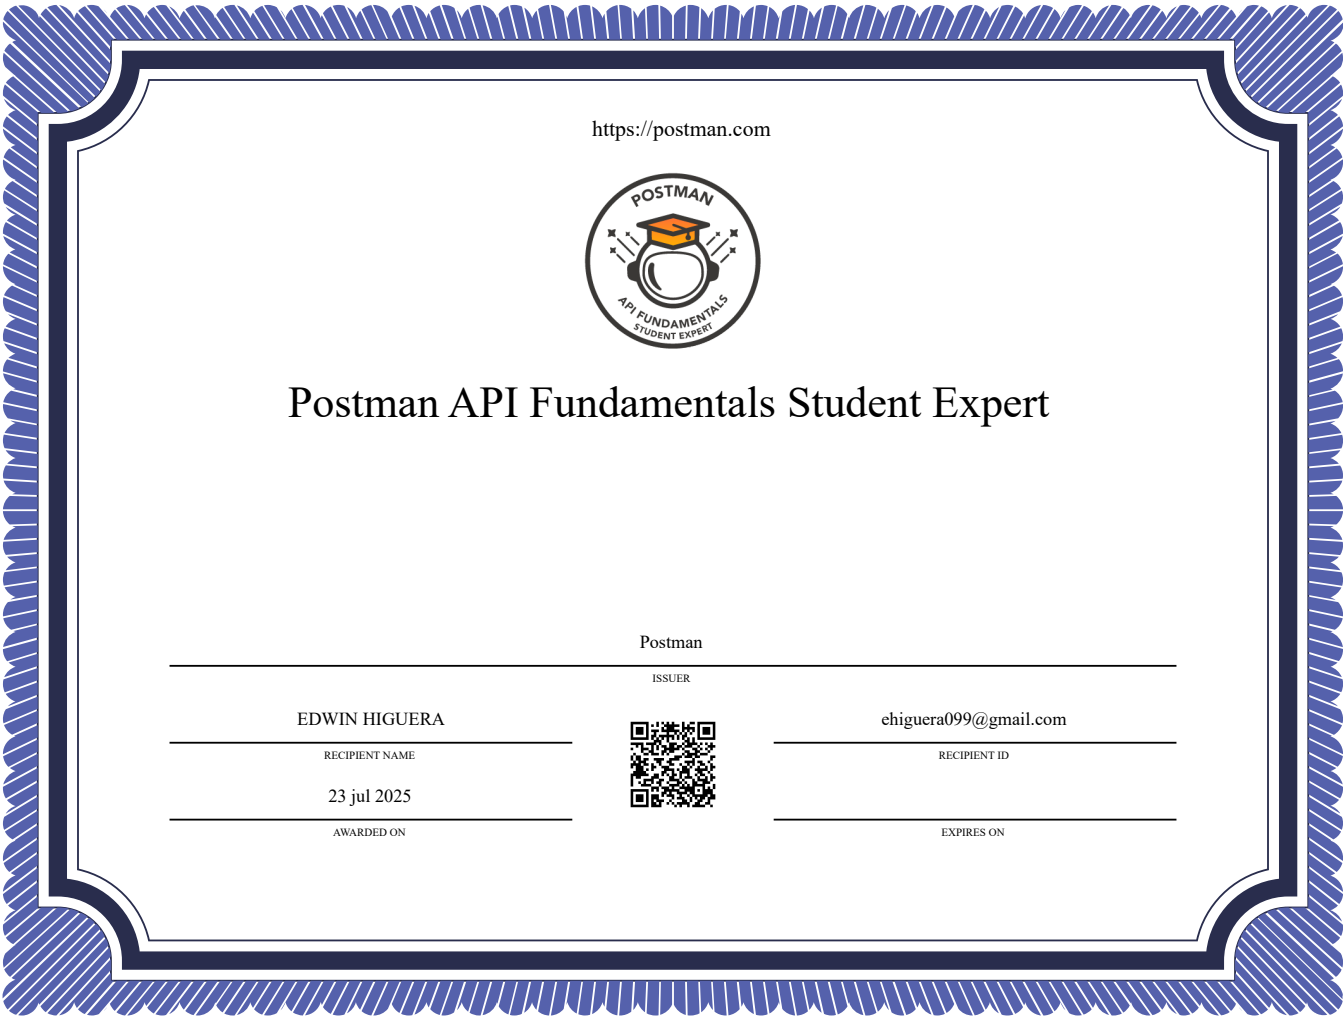 https://postman.com
POSTMAN
API FUNDAMENTALS
STUDENT EXPERT
Postman API Fundamentals Student Expert
Postman
ISSUER
EDWIN HIGUERA
RECIPIENT NAME
ehiguera099@gmail.com
RECIPIENT ID
23 jul 2025
AWARDED ON
EXPIRES ON